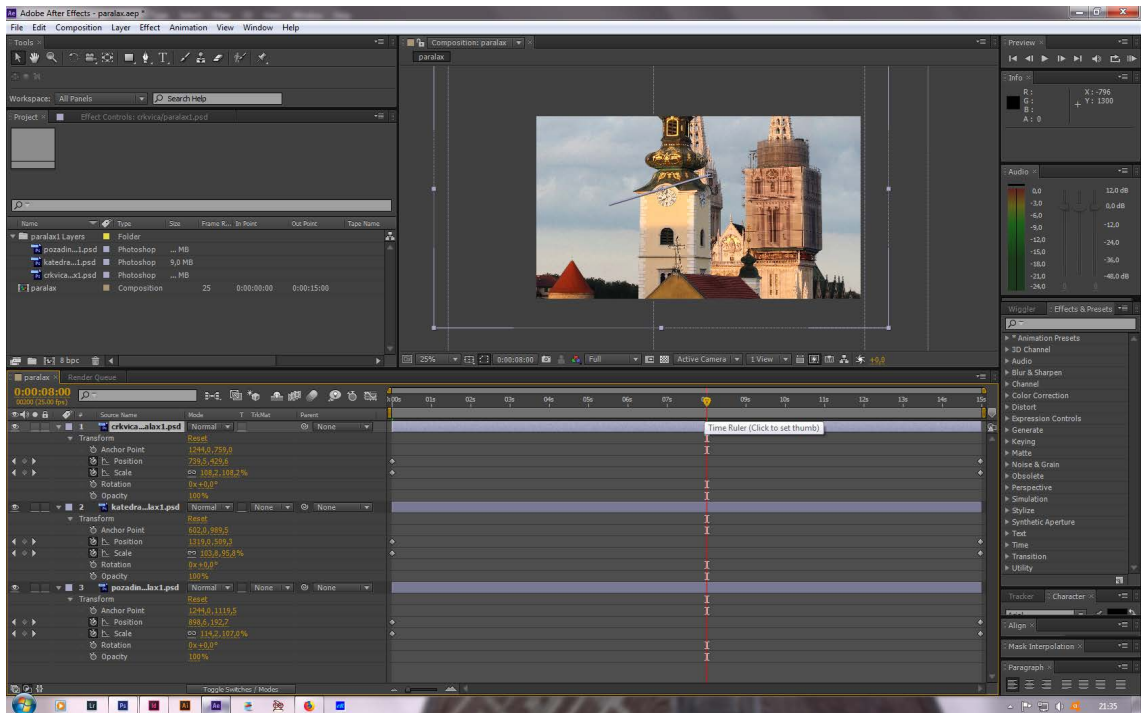 Adobe After Effects - paralax.aep *
File Edit Composition Layer Effect Animation View Window Help
Tools
Workspace: All Panels Search Help
Project Effect Controls: crkvica/paralax1.psd
Name Type Size Frame R... In Point Out Point Tape Name
paralax1 Layers Folder
pozadin...1.psd Photoshop ... MB
katedra...1.psd Photoshop 9,0 MB
crkvica...x1.psd Photoshop ... MB
paralax Composition 25 0:00:00:00 0:00:15:00
8 bpc
Composition: paralax
paralax
25% 0:00:08:00 Full Active Camera 1 View +0,0
Preview
Info
R: X: -796
G: Y: 1300
B:
A: 0
Audio
0,0 12,0 dB
-3,0 0,0 dB
-6,0
-9,0 -12,0
-12,0 -24,0
-15,0
-18,0 -36,0
-21,0 -48,0 dB
-24,0 0 0
Wiggler Effects & Presets
* Animation Presets
3D Channel
Audio
Blur & Sharpen
Channel
Color Correction
Distort
Expression Controls
Generate
Keying
Matte
Noise & Grain
Obsolete
Perspective
Simulation
Stylize
Synthetic Aperture
Text
Time
Transition
Utility
Tracker Character
Align
Mask Interpolation
Paragraph
paralax Render Queue
0:00:08:00
00200 (25.00 fps)
01s 02s 03s 04s 05s 06s 07s 09s 10s 11s 12s 13s 14s 15s
# Source Name Mode T TrkMat Parent
1 crkvica...alax1.psd Normal None
Time Ruler (Click to set thumb)
Transform Reset
Anchor Point 1244,0,759,0
Position 739,5,429,6
Scale 108,2,108,2%
Rotation 0x+0,0°
Opacity 100%
2 katedra...lax1.psd Normal None None
Transform Reset
Anchor Point 602,0,989,5
Position 1319,0,509,3
Scale 103,8,95,8%
Rotation 0x+0,0°
Opacity 100%
3 pozadin...lax1.psd Normal None None
Transform Reset
Anchor Point 1244,0,1119,5
Position 898,6,192,7
Scale 114,2,107,0%
Rotation 0x+0,0°
Opacity 100%
Toggle Switches / Modes
Lr Ps Id Ai Ae
21:35